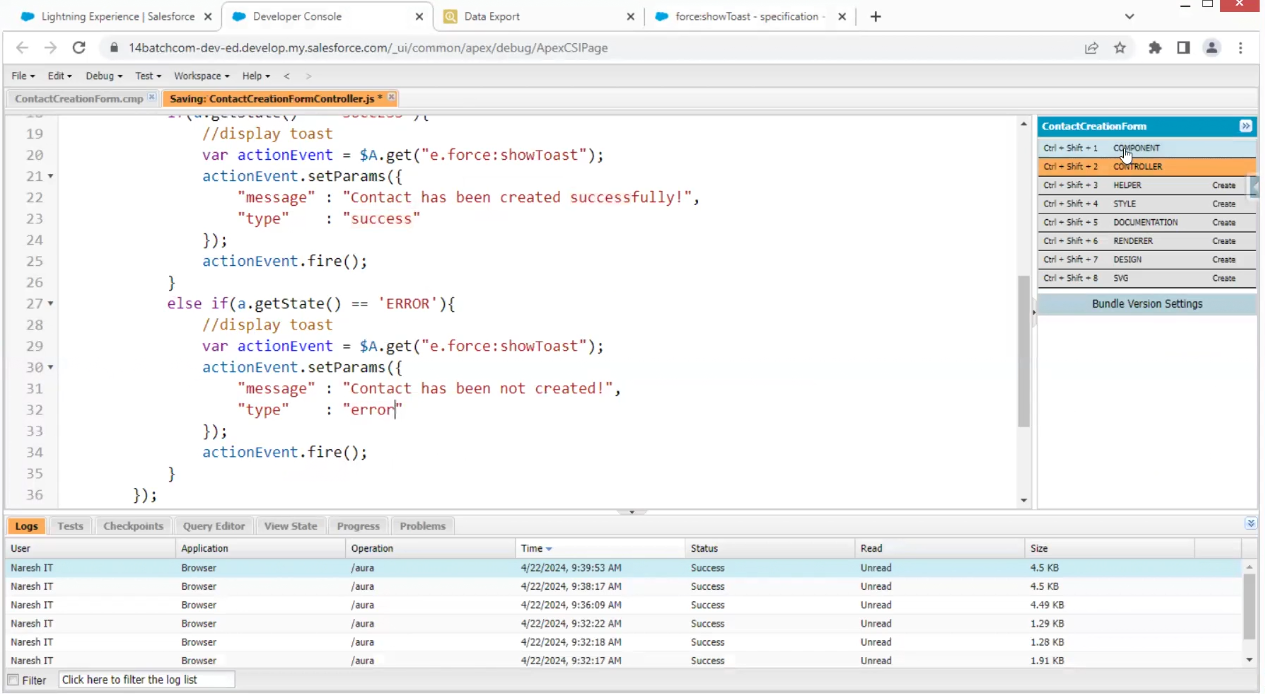 Lightning Experience | Salesforce
Developer Console
Data Export
force:showToast - specification -
14batchcom-dev-ed.develop.my.salesforce.com/_ui/common/apex/debug/ApexCSIPage
File Edit Debug Test Workspace Help < >
ContactCreationForm.cmp
Saving: ContactCreationFormController.js *
19 //display toast
20 var actionEvent = $A.get("e.force:showToast");
21 actionEvent.setParams({
22 "message" : "Contact has been created successfully!",
23 "type" : "success"
24 });
25 actionEvent.fire();
26 }
27 else if(a.getState() == 'ERROR'){
28 //display toast
29 var actionEvent = $A.get("e.force:showToast");
30 actionEvent.setParams({
31 "message" : "Contact has been not created!",
32 "type" : "error"
33 });
34 actionEvent.fire();
35 }
36 });
ContactCreationForm
Ctrl + Shift + 1 COMPONENT
Ctrl + Shift + 2 CONTROLLER
Ctrl + Shift + 3 HELPER Create
Ctrl + Shift + 4 STYLE Create
Ctrl + Shift + 5 DOCUMENTATION Create
Ctrl + Shift + 6 RENDERER Create
Ctrl + Shift + 7 DESIGN Create
Ctrl + Shift + 8 SVG Create
Bundle Version Settings
Logs Tests Checkpoints Query Editor View State Progress Problems
User Application Operation Time Status Read Size
Naresh IT Browser /aura 4/22/2024, 9:39:53 AM Success Unread 4.5 KB
Naresh IT Browser /aura 4/22/2024, 9:38:17 AM Success Unread 4.5 KB
Naresh IT Browser /aura 4/22/2024, 9:36:09 AM Success Unread 4.49 KB
Naresh IT Browser /aura 4/22/2024, 9:32:22 AM Success Unread 1.29 KB
Naresh IT Browser /aura 4/22/2024, 9:32:18 AM Success Unread 1.28 KB
Naresh IT Browser /aura 4/22/2024, 9:32:17 AM Success Unread 1.91 KB
Filter Click here to filter the log list